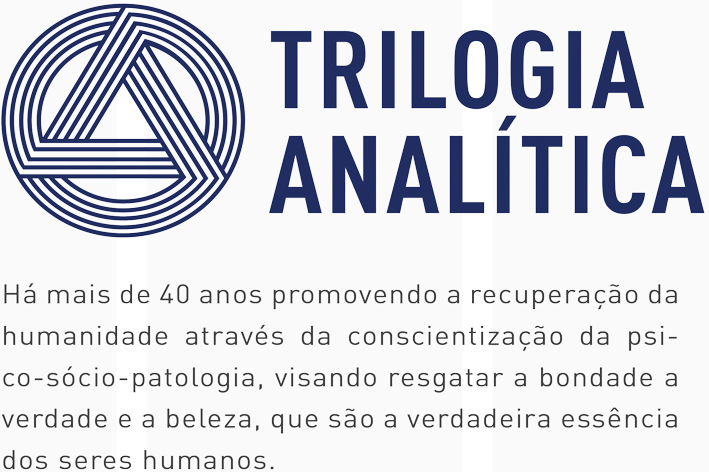 TRILOGIA
ANALÍTICA
Há mais de 40 anos promovendo a recuperação da
humanidade através da conscientização da psi-
co-sócio-patologia, visando resgatar a bondade a
verdade e a beleza, que são a verdadeira essência
dos seres humanos.